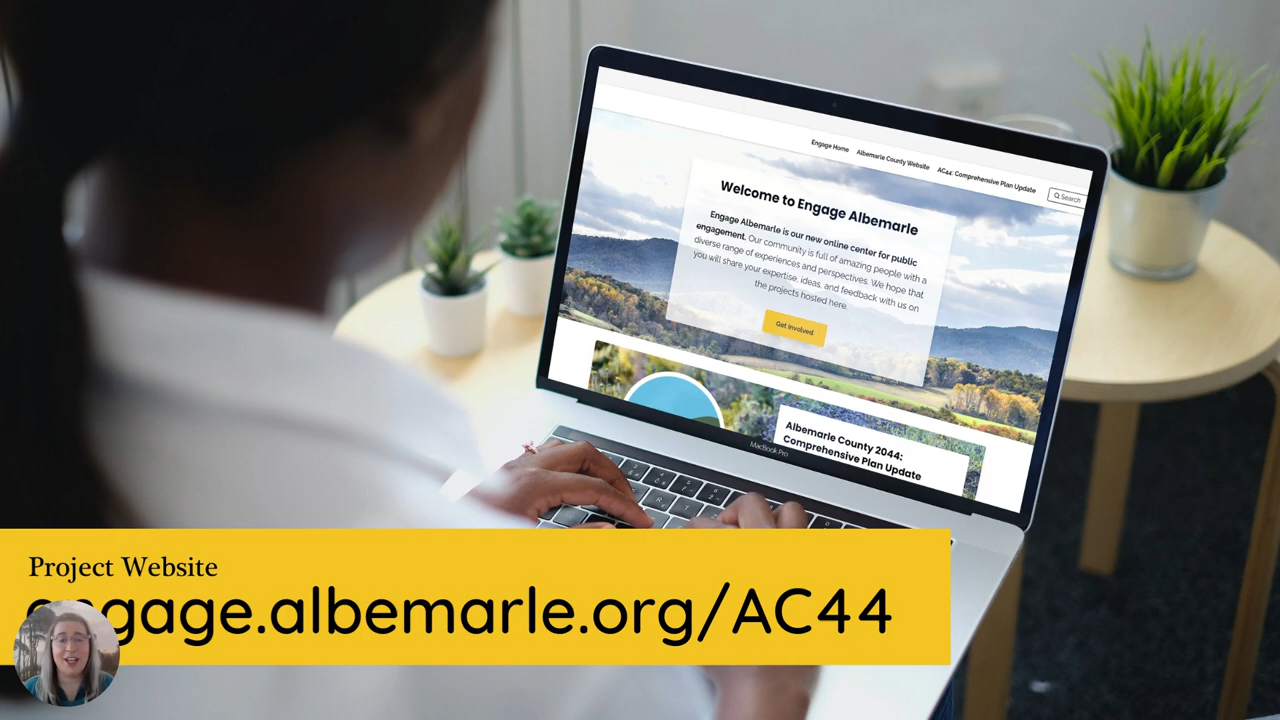 Engage Home Albemarle County Website AC44: Comprehensive Plan Update Search
Welcome to Engage Albemarle
Engage Albemarle is our new online center for public
engagement. Our community is full of amazing people with a
diverse range of experiences and perspectives. We hope that
you will share your expertise, ideas, and feedback with us on
the projects hosted here.
Get involved
Albemarle County 2044:
Comprehensive Plan Update
MacBook Pro
Project Website
engage.albemarle.org/AC44